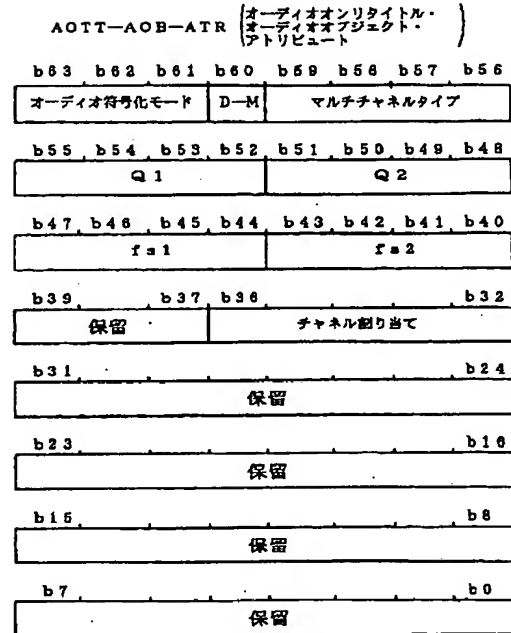 AOTT—AOB—ATR (オーディオオンリタイトル・
オーディオオブジェクト・
アトリビュート)
b63 b62 b61 b60 b59 b58 b57 b56
オーディオ符号化モード D—M マルチチャネルタイプ
b55 b54 b53 b52 b51 b50 b49 b48
Q1 Q2
b47 b46 b45 b44 b43 b42 b41 b40
fs1 fs2
b39 b37 b36 b32
保留 チャネル割り当て
b31 b24
保留
b23 b16
保留
b15 b8
保留
b7 b0
保留